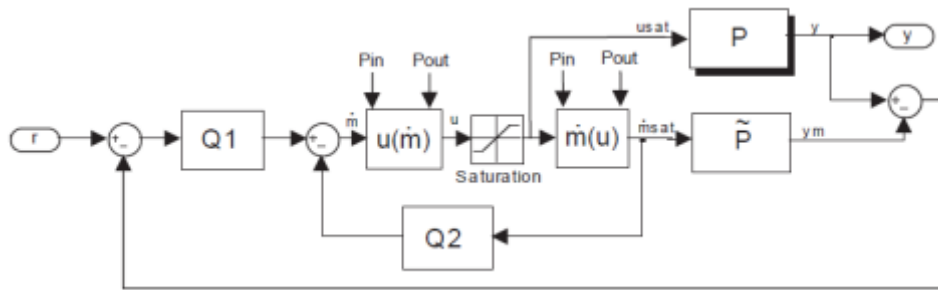 usat
P
y
y
Pin
Pout
Pin
Pout
r
+
−
Q1
+
−
ṁ
u(ṁ)
u
Saturation
ṁ(u)
ṁsat
P̃
ym
+
−
Q2